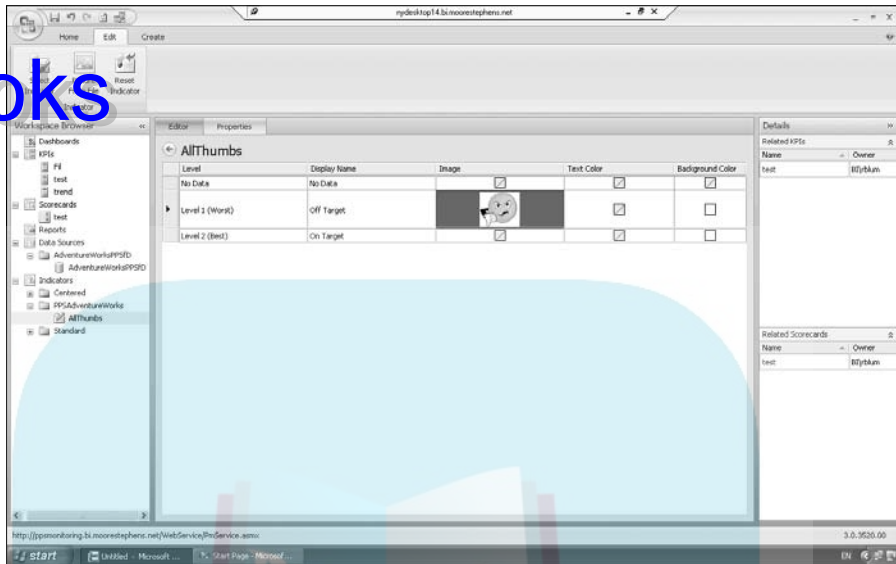 nydesktop14.bi.moorestephens.net
Home Edit Create
Reset
Indicator
oks
Workspace Browser
Editor Properties
Details
Dashboards
KPIs
Fil
test
trend
Scorecards
test
Reports
Data Sources
AdventureWorksPPSfD
AdventureWorksPPSfD
Indicators
Centered
PPSAdventureWorks
AllThumbs
Standard
AllThumbs
Level Display Name Image Text Color Background Color
No Data No Data
Level 1 (Worst) Off Target
Level 2 (Best) On Target
Related KPIs
Name Owner
test BI\rblum
Related Scorecards
Name Owner
test BI\rblum
http://ppsmonitoring.bi.moorestephens.net/WebService/PmService.asmx
3.0.3520.00
start Untitled - Microsoft ... Start Page - Microsof...
EN